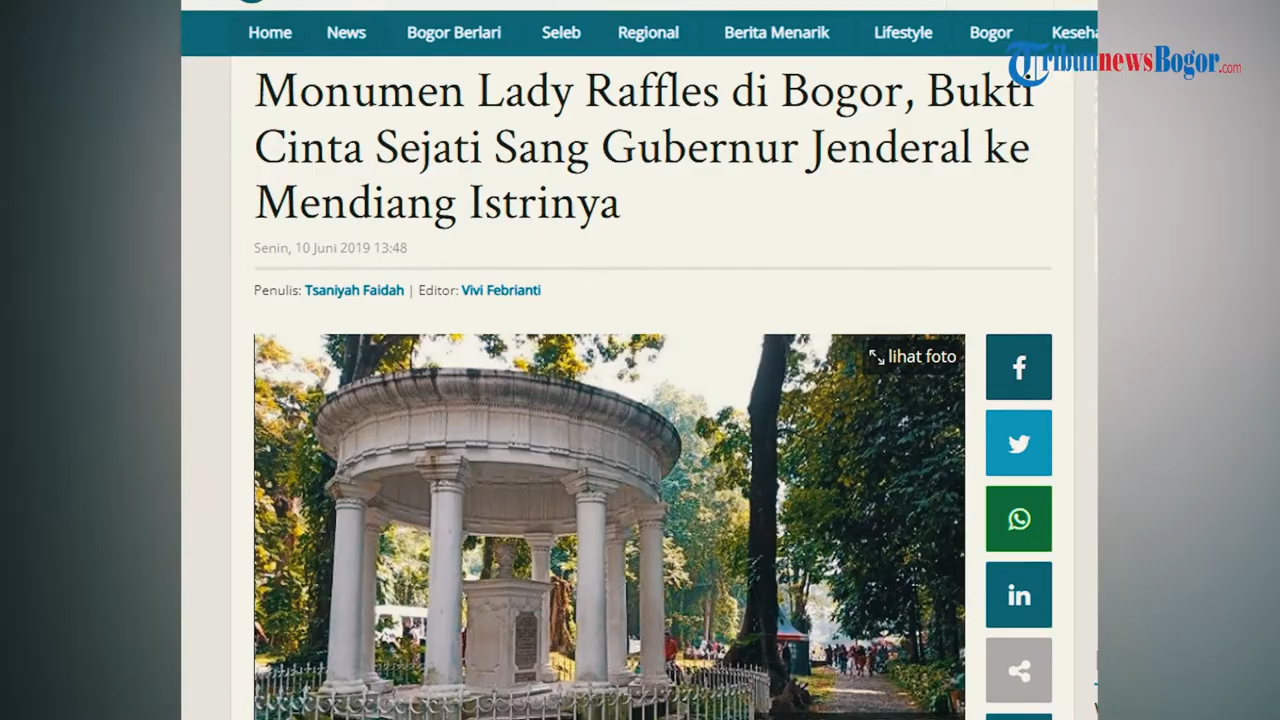 Home News Bogor Berlari Seleb Regional Berita Menarik Lifestyle Bogor Keseha
TribunnewsBogor.com
Monumen Lady Raffles di Bogor, Bukti
Cinta Sejati Sang Gubernur Jenderal ke
Mendiang Istrinya
Senin, 10 Juni 2019 13:48
Penulis: Tsaniyah Faidah | Editor: Vivi Febrianti
lihat foto